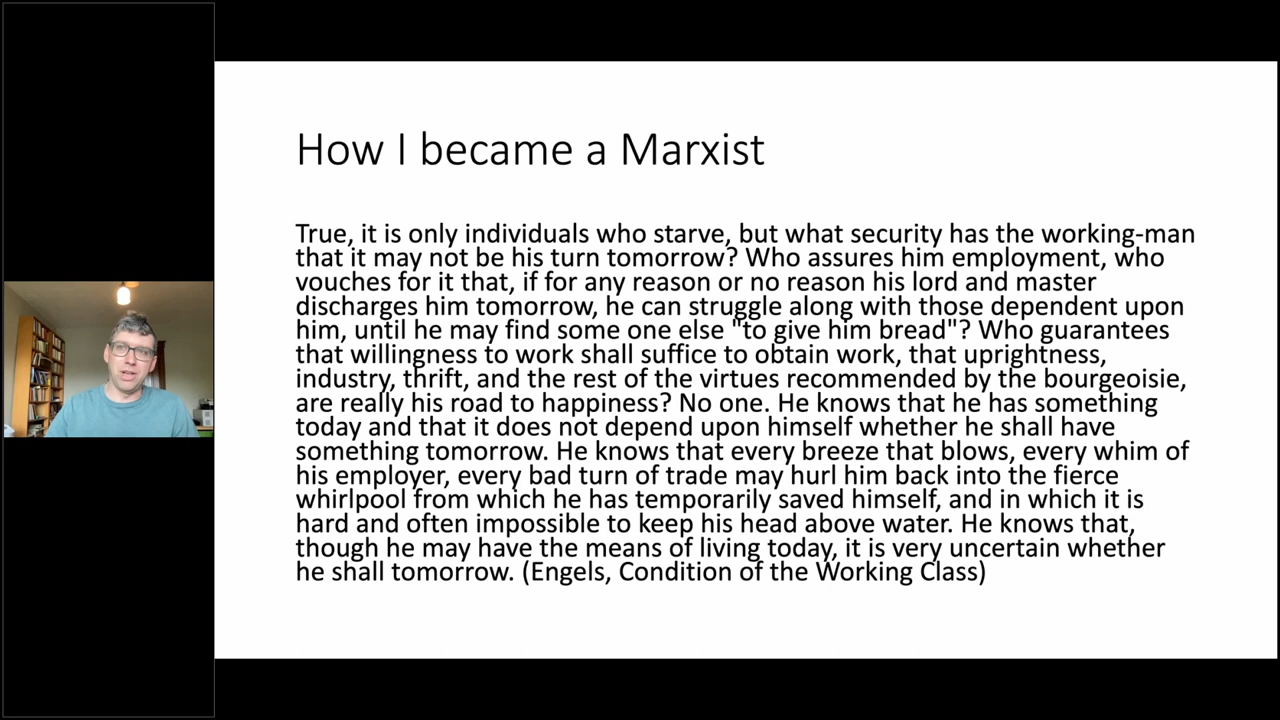 How I became a Marxist
True, it is only individuals who starve, but what security has the working-man
that it may not be his turn tomorrow? Who assures him employment, who
vouches for it that, if for any reason or no reason his lord and master
discharges him tomorrow, he can struggle along with those dependent upon
him, until he may find some one else "to give him bread"? Who guarantees
that willingness to work shall suffice to obtain work, that uprightness,
industry, thrift, and the rest of the virtues recommended by the bourgeoisie,
are really his road to happiness? No one. He knows that he has something
today and that it does not depend upon himself whether he shall have
something tomorrow. He knows that every breeze that blows, every whim of
his employer, every bad turn of trade may hurl him back into the fierce
whirlpool from which he has temporarily saved himself, and in which it is
hard and often impossible to keep his head above water. He knows that,
though he may have the means of living today, it is very uncertain whether
he shall tomorrow. (Engels, Condition of the Working Class)